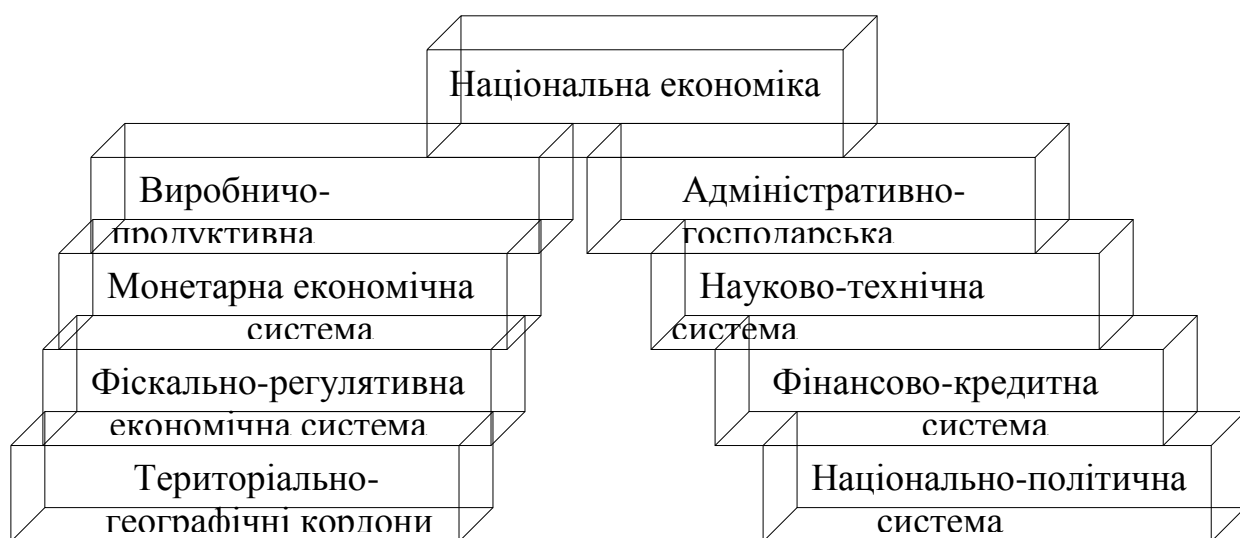 Національна економіка
Виробничо-
продуктивна
Адміністративно-
господарська
Монетарна економічна
система
Науково-технічна
система
Фіскально-регулятивна
економічна система
Фінансово-кредитна
система
Територіально-
географічні кордони
Національно-політична
система